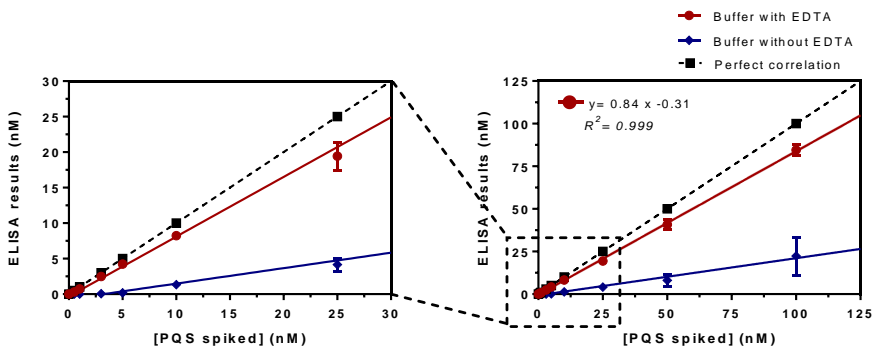 Buffer with EDTA
Buffer without EDTA
Perfect correlation
ELISA results (nM)
30
25
20
15
10
5
0
0 5 10 15 20 25 30
[PQS spiked] (nM)
ELISA results (nM)
125
100
75
50
25
0
y= 0.84 x -0.31
R²= 0.999
0 25 50 75 100 125
[PQS spiked] (nM)